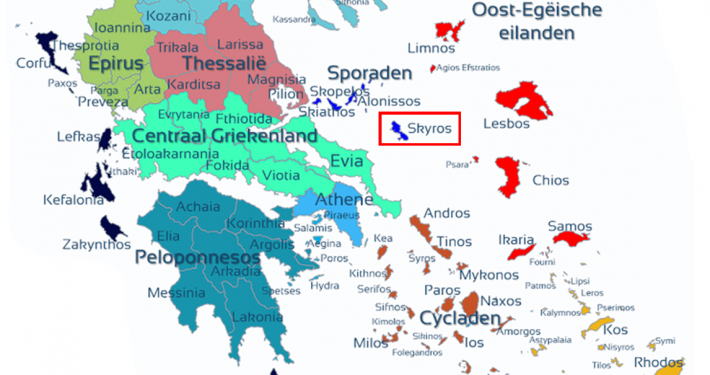 Kozani
Kassandra
Sithonia
Oost-Egëische
eilanden
Ioannina
Thesprotia
Trikala
Larissa
Limnos
Corfu
Epirus
Thessalië
Agios Efstratios
Sporaden
Paxos
Parga
Preveza
Arta
Karditsa
Magnisia
Pilion
Skopelos
Alonissos
Skiathos
Evrytania
Fthiotida
Skyros
Lesbos
Lefkas
Centraal Griekenland
Etoloakarnania
Fokida
Evia
Psara
Ithaki
Viotia
Chios
Kefalonia
Achaia
Athene
Piraeus
Andros
Korinthia
Salamis
Samos
Zakynthos
Elia
Argolis
Aegina
Kea
Tinos
Ikaria
Fourni
Peloponnesos
Poros
Syros
Arkadia
Kithnos
Mykonos
Patmos
Lipsi
Messinia
Spetses
Hydra
Serifos
Paros
Naxos
Leros
Lakonia
Sifnos
Kimolos
Cycladen
Kalymnos
Pserimos
Kos
Milos
Sikinos
Ios
Amorgos
Astypalaia
Nisyros
Symi
Folegandros
Tilos
Rhodos